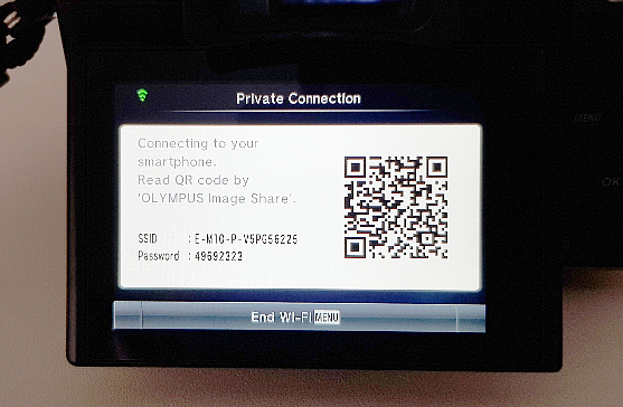 Private Connection
Connecting to your
smartphone.
Read QR code by
'OLYMPUS Image Share'.
SSID : E-M10-P-V5PG56225
Password : 49692323
End Wi-Fi MENU
MENU
OK